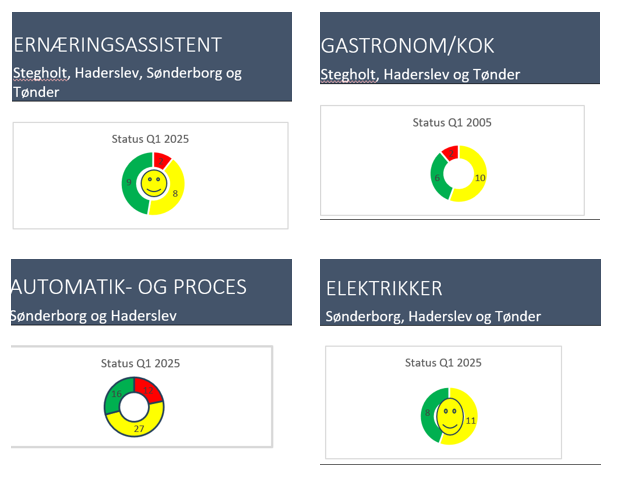 ERNÆRINGSASSISTENT
Stegholt, Haderslev, Sønderborg og
Tønder
Status Q1 2025
9
8
GASTRONOM/KOK
Stegholt, Haderslev og Tønder
Status Q1 2005
6
10
AUTOMATIK- OG PROCES
Sønderborg og Haderslev
Status Q1 2025
16
27
ELEKTRIKKER
Sønderborg, Haderslev og Tønder
Status Q1 2025
8
11